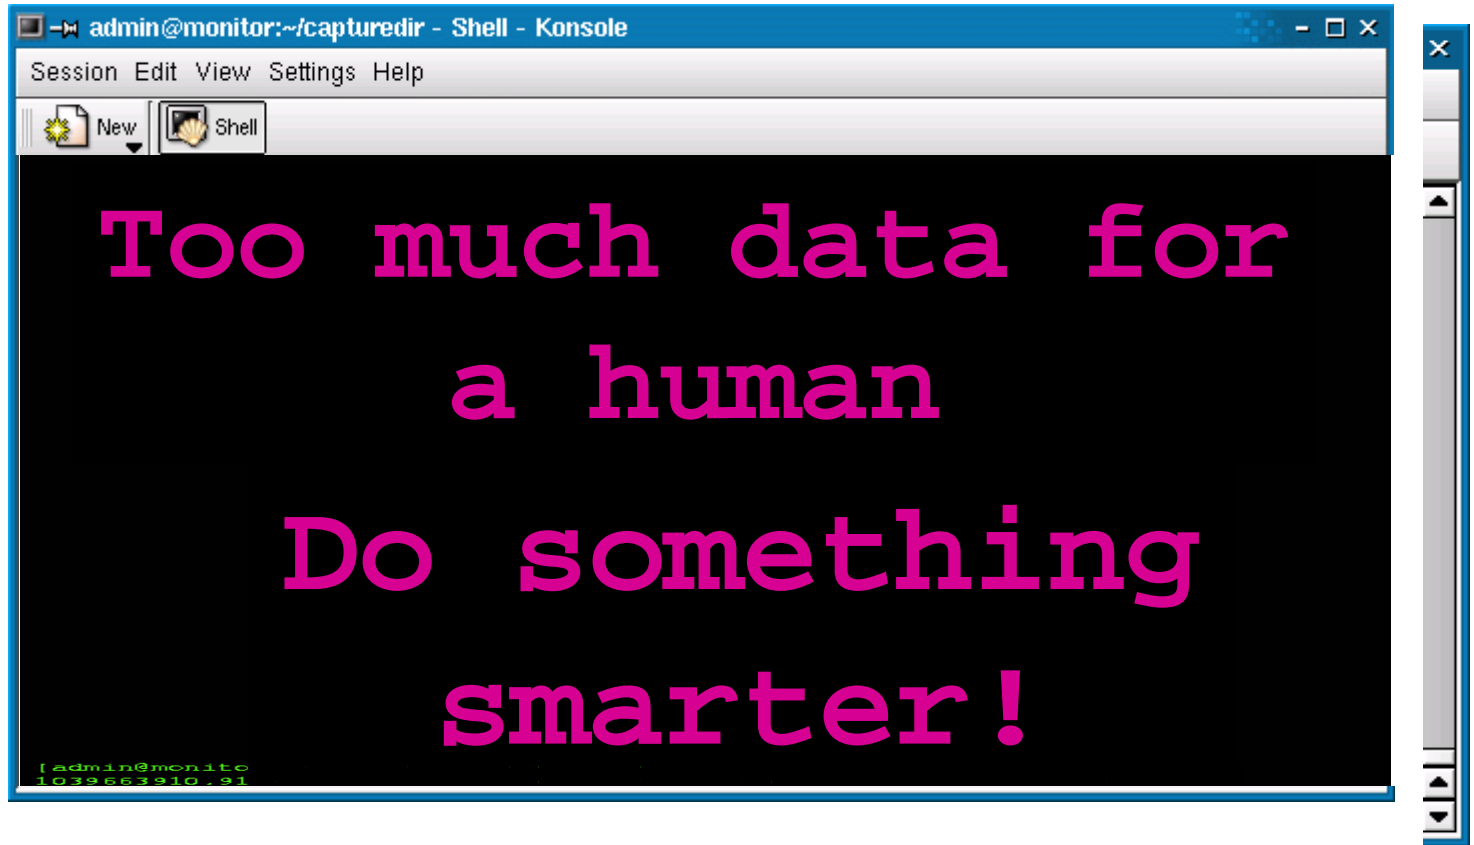 admin@monitor:~/capturedir - Shell - Konsole
Session Edit View Settings Help
New Shell
Too much data for
a human
Do something
smarter!
[admin@monito
1039663910.91